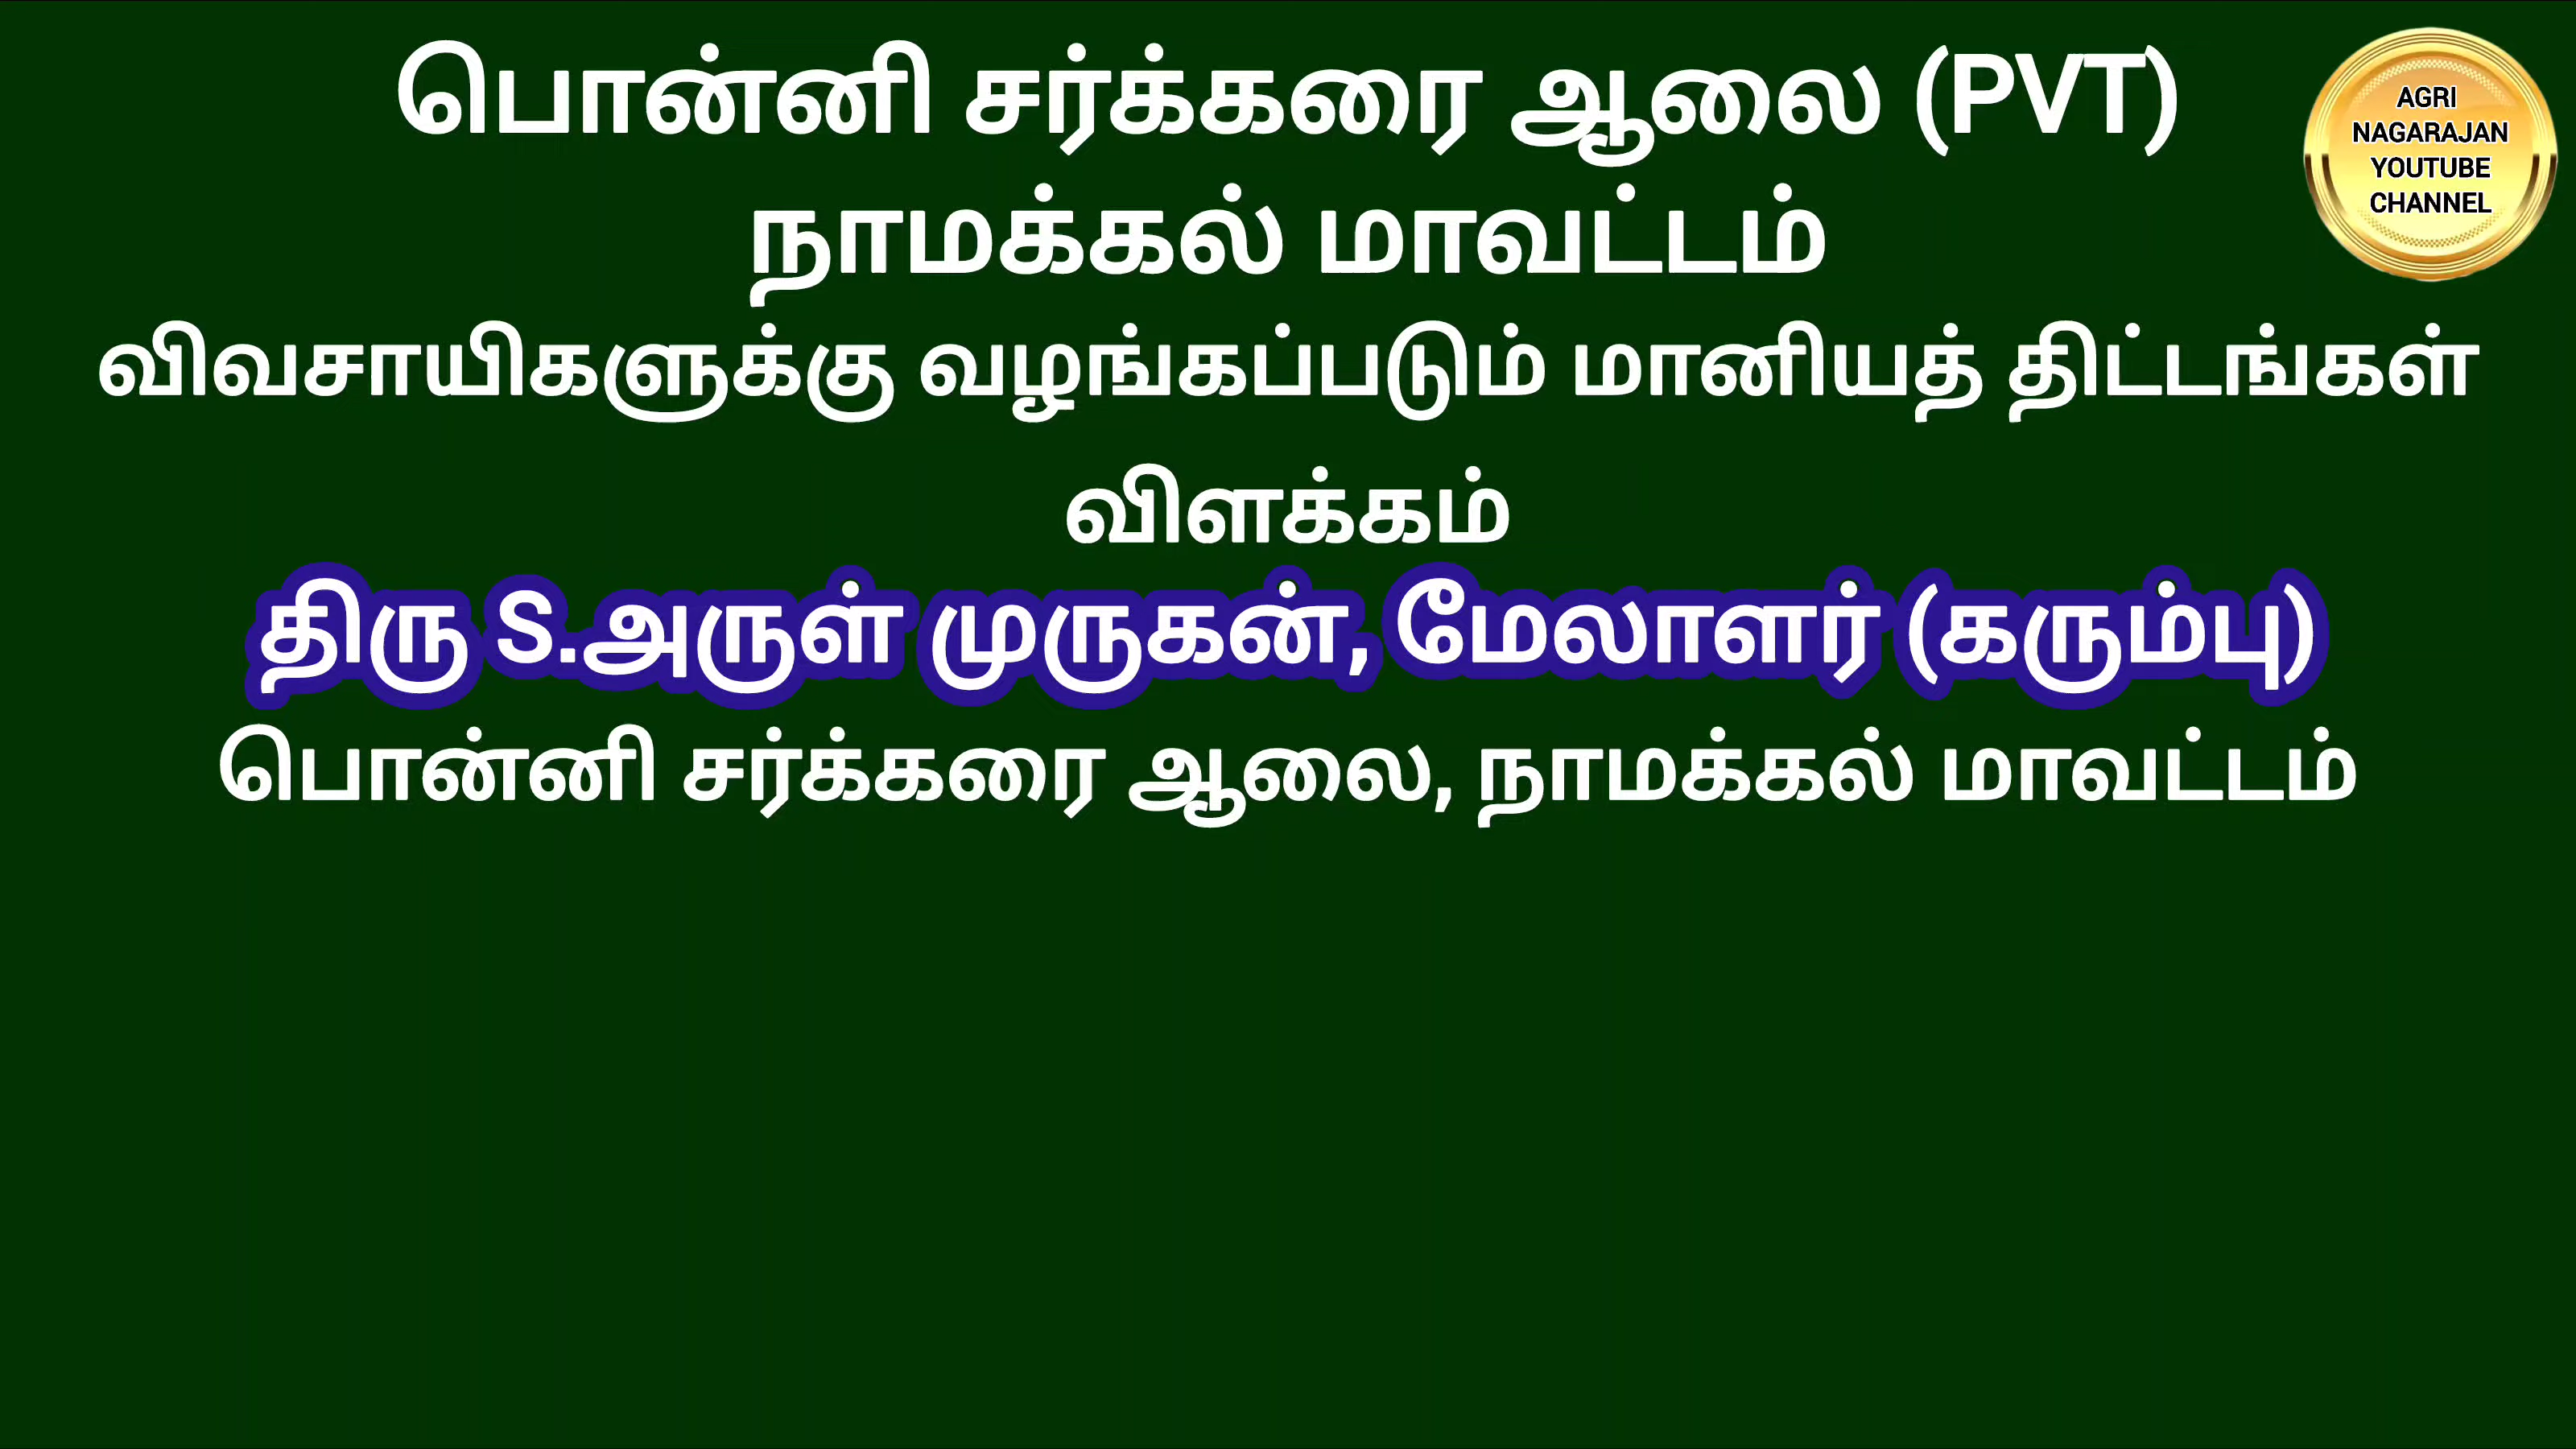 பொன்னி சர்க்கரை ஆலை (PVT)
நாமக்கல் மாவட்டம்
விவசாயிகளுக்கு வழங்கப்படும் மானியத் திட்டங்கள்
விளக்கம்
திரு S.அருள் முருகன், மேலாளர் (கரும்பு)
பொன்னி சர்க்கரை ஆலை, நாமக்கல் மாவட்டம்
AGRI
NAGARAJAN
YOUTUBE
CHANNEL